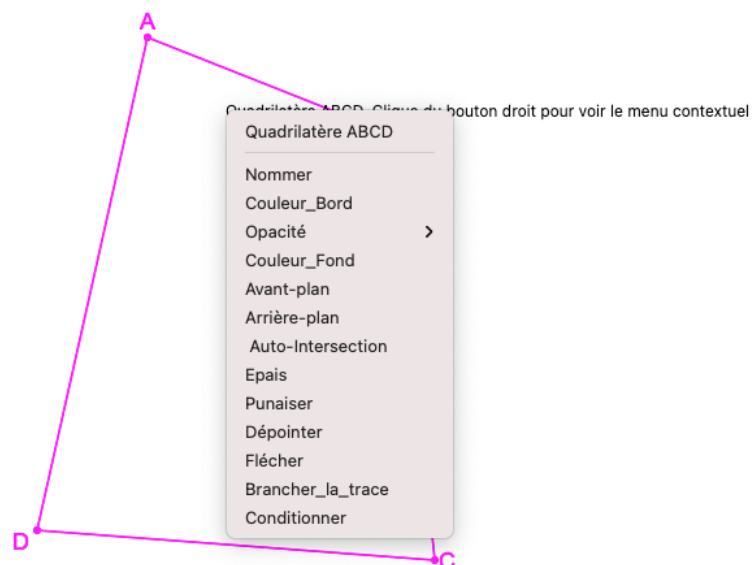 A
Quadrilatère ABCD. Clique du bouton droit pour voir le menu contextuel
Quadrilatère ABCD
Nommer
Couleur_Bord
Opacité
Couleur_Fond
Avant-plan
Arrière-plan
Auto-Intersection
Epais
Punaiser
Dépointer
Flécher
Brancher_la_trace
Conditionner
D
C